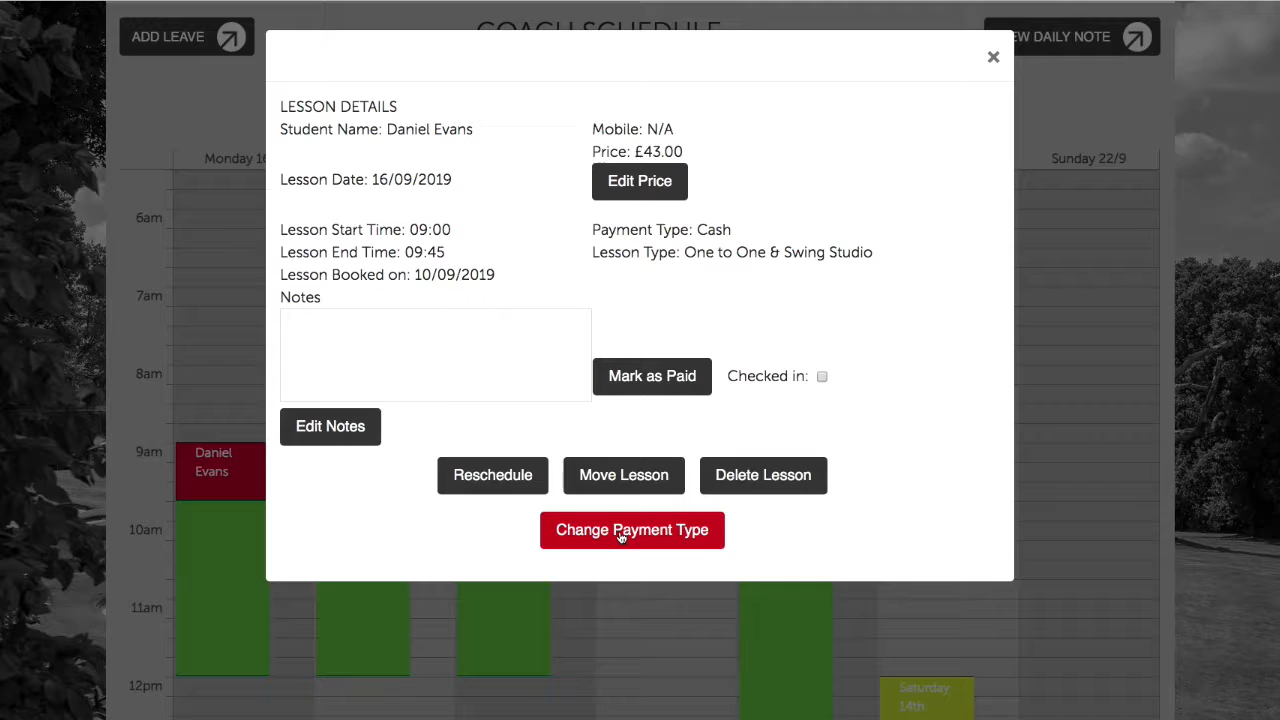 ADD LEAVE
COACH SCHEDULE
EW DAILY NOTE
×
LESSON DETAILS
Student Name: Daniel Evans
Mobile: N/A
Price: £43.00
Lesson Date: 16/09/2019
Edit Price
Lesson Start Time: 09:00
Payment Type: Cash
Lesson End Time: 09:45
Lesson Type: One to One & Swing Studio
Lesson Booked on: 10/09/2019
Notes
Mark as Paid
Checked in:
Edit Notes
Reschedule
Move Lesson
Delete Lesson
Change Payment Type
Monday 16
Sunday 22/9
6am
7am
8am
9am
Daniel
Evans
10am
11am
12pm
Saturday
14th